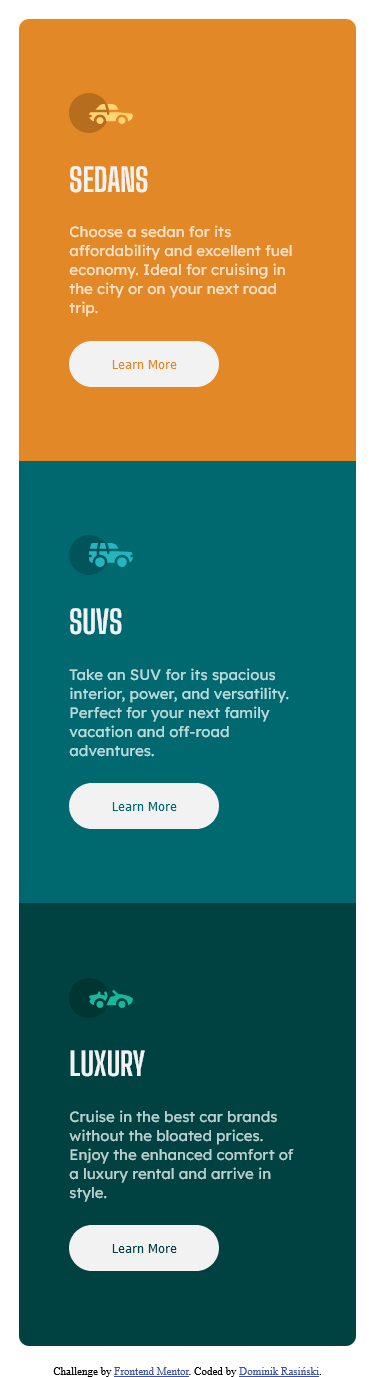 SEDANS
Choose a sedan for its
affordability and excellent fuel
economy. Ideal for cruising in
the city or on your next road
trip.
Learn More
SUVS
Take an SUV for its spacious
interior, power, and versatility.
Perfect for your next family
vacation and off-road
adventures.
Learn More
LUXURY
Cruise in the best car brands
without the bloated prices.
Enjoy the enhanced comfort of
a luxury rental and arrive in
style.
Learn More
Challenge by Frontend Mentor. Coded by Dominik Rasiński.